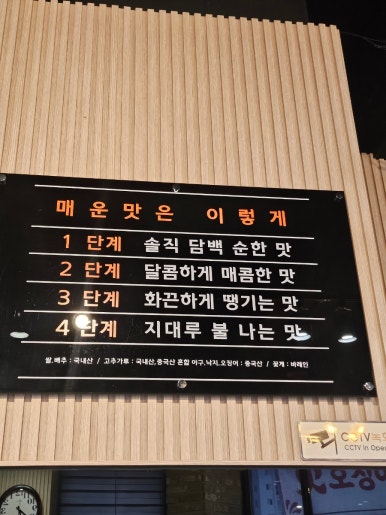 매운맛은 이렇게
1 단계 솔직 담백 순한 맛
2 단계 달콤하게 매콤한 맛
3 단계 화끈하게 땡기는 맛
4 단계 지대루 불 나는 맛
쌀,배추 : 국내산 / 고추가루 : 국내산,중국산 혼합 아구,낙지,오징어 : 중국산 / 꽃게 : 바레인
CCTV
CCTV In